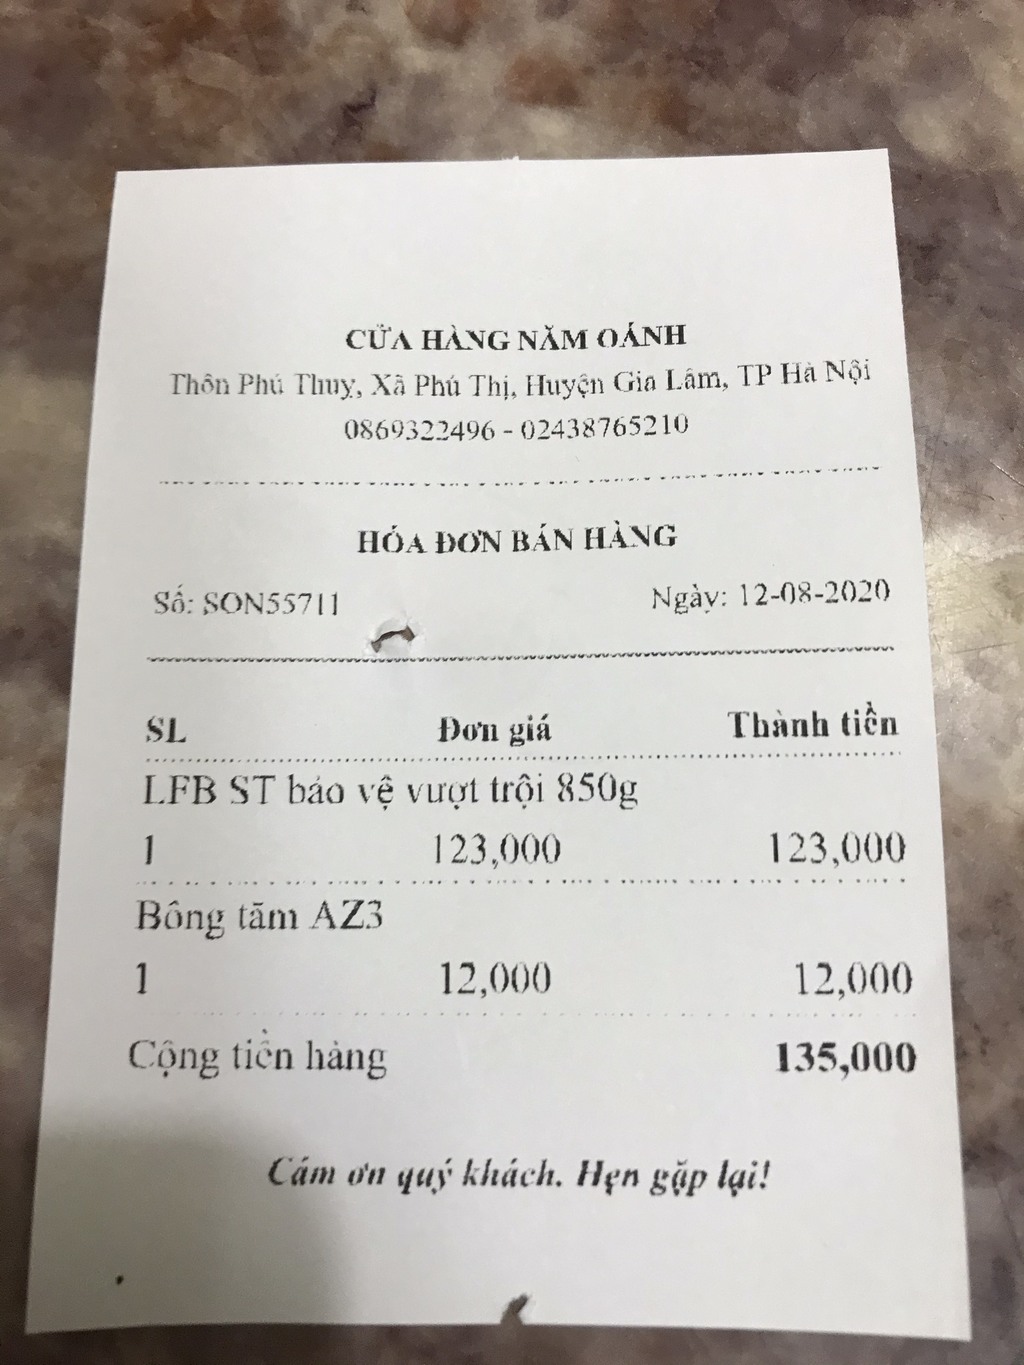 CỬA HÀNG NĂM OÁNH
Thôn Phú Thuỵ, Xã Phú Thị, Huyện Gia Lâm, TP Hà Nội
0869322496 - 02438765210
HÓA ĐƠN BÁN HÀNG
Số: SON55711 Ngày: 12-08-2020
SL Đơn giá Thành tiền
LFB ST bảo vệ vượt trội 850g
1 123,000 123,000
Bông tăm AZ3
1 12,000 12,000
Cộng tiền hàng 135,000
Cám ơn quý khách. Hẹn gặp lại!